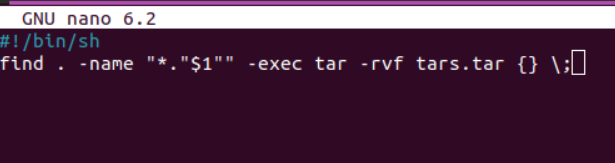 GNU nano 6.2
#!/bin/sh
find . -name "*."$1"" -exec tar -rvf tars.tar {} \;